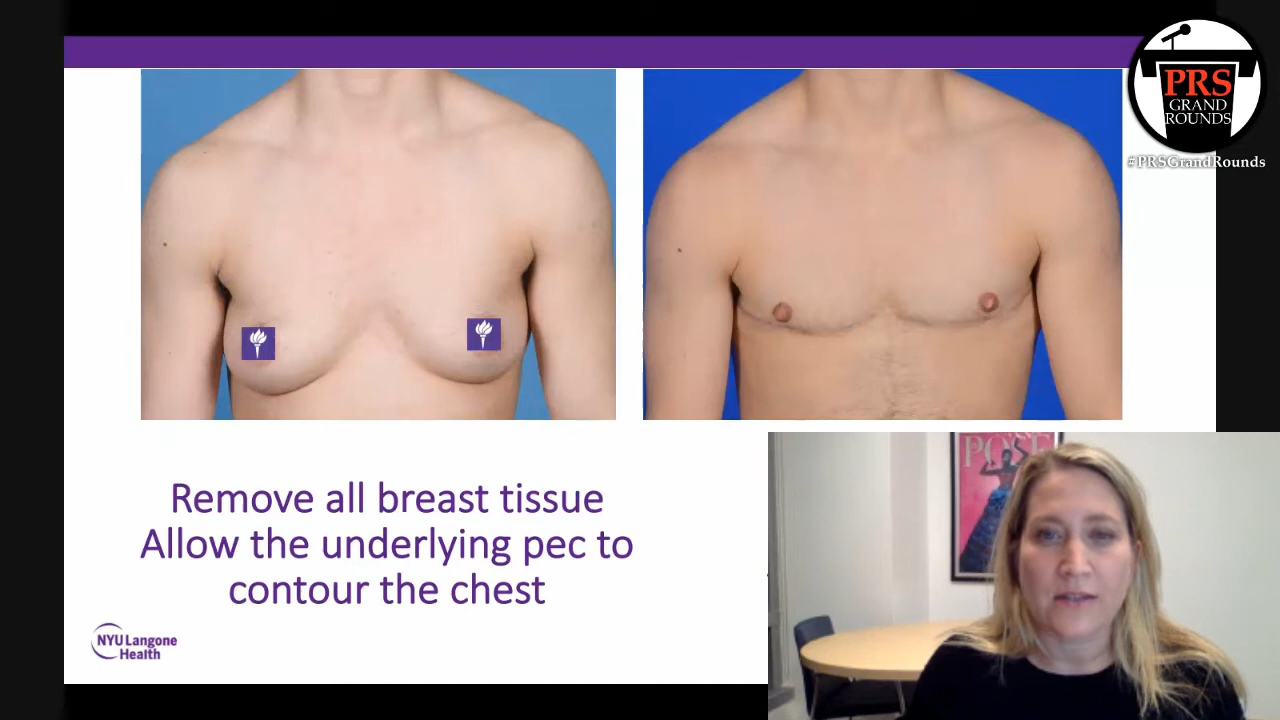 PRS
GRAND
ROUNDS
#PRSGrandRounds
Remove all breast tissue
Allow the underlying pec to
contour the chest
POSE
NYU Langone
Health